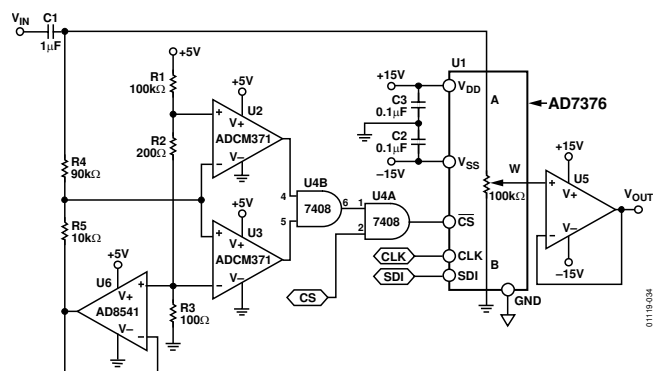 VIN
C1
1µF
+5V
R1
100kΩ
R2
200Ω
R4
90kΩ
R5
10kΩ
+5V
U2
+
V+
ADCM371
–
V–
+5V
U3
+
V+
ADCM371
–
V–
+5V
U6
V+
+
AD8541
V–
–
R3
100Ω
4
5
U4B
7408
6
1
2
U4A
7408
CS
+15V
C3
0.1µF
C2
0.1µF
–15V
U1
VDD
A
AD7376
VSS
W
100kΩ
CS
CLK
CLK
SDI
SDI
B
GND
+15V
U5
+
V+
V–
–
–15V
VOUT
01119-034